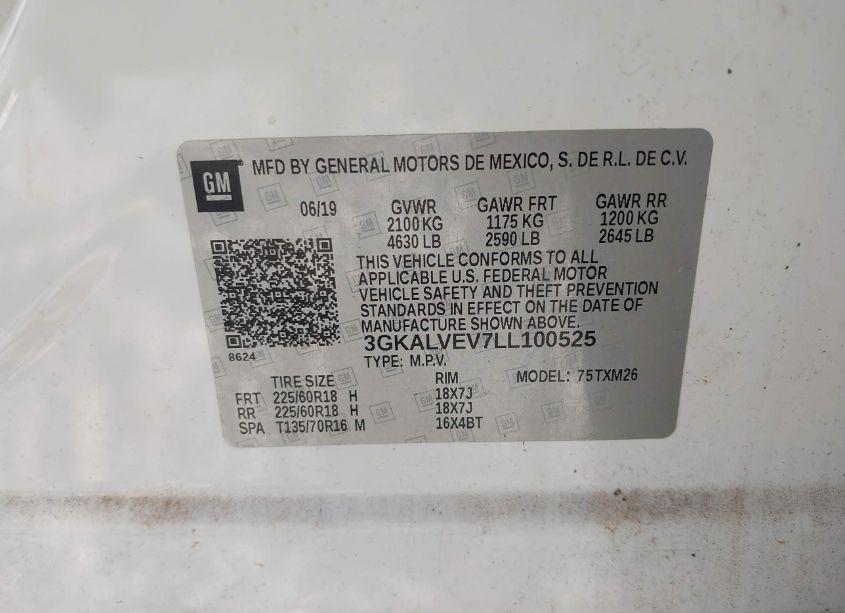 GM ® MFD BY GENERAL MOTORS DE MEXICO, S. DE R.L. DE C.V.
06/19 GVWR GAWR FRT GAWR RR
2100 KG 1175 KG 1200 KG
4630 LB 2590 LB 2645 LB
THIS VEHICLE CONFORMS TO ALL
APPLICABLE U.S. FEDERAL MOTOR
VEHICLE SAFETY AND THEFT PREVENTION
STANDARDS IN EFFECT ON THE DATE OF
MANUFACTURE SHOWN ABOVE.
8624
3GKALVEV7LL100525
TYPE: M.P.V.
TIRE SIZE RIM MODEL: 75TXM26
FRT 225/60R18 H 18X7J
RR 225/60R18 H 18X7J
SPA T135/70R16 M 16X4BT